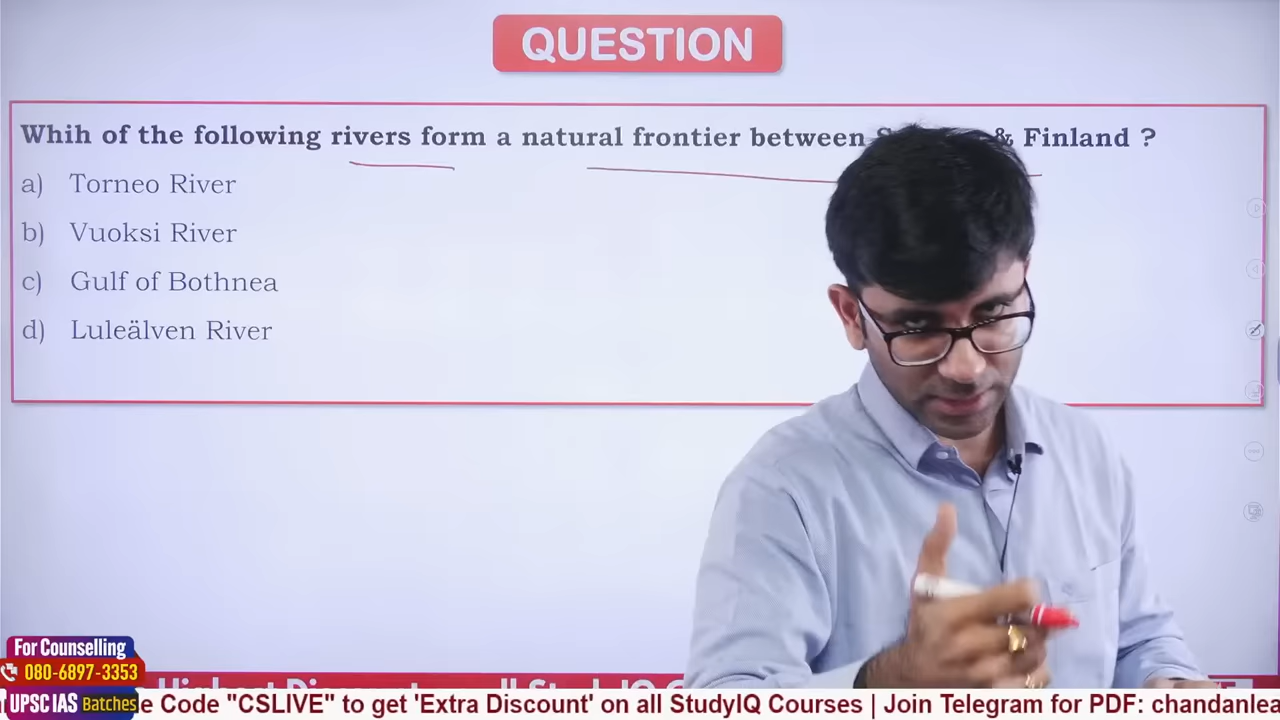 QUESTION
Whih of the following rivers form a natural frontier between & Finland ?
a) Torneo River
b) Vuoksi River
c) Gulf of Bothnea
d) Luleälven River
For Counselling
080-6897-3353
UPSC IAS Batches
e Code "CSLIVE" to get 'Extra Discount' on all StudyIQ Courses | Join Telegram for PDF: chandanlea